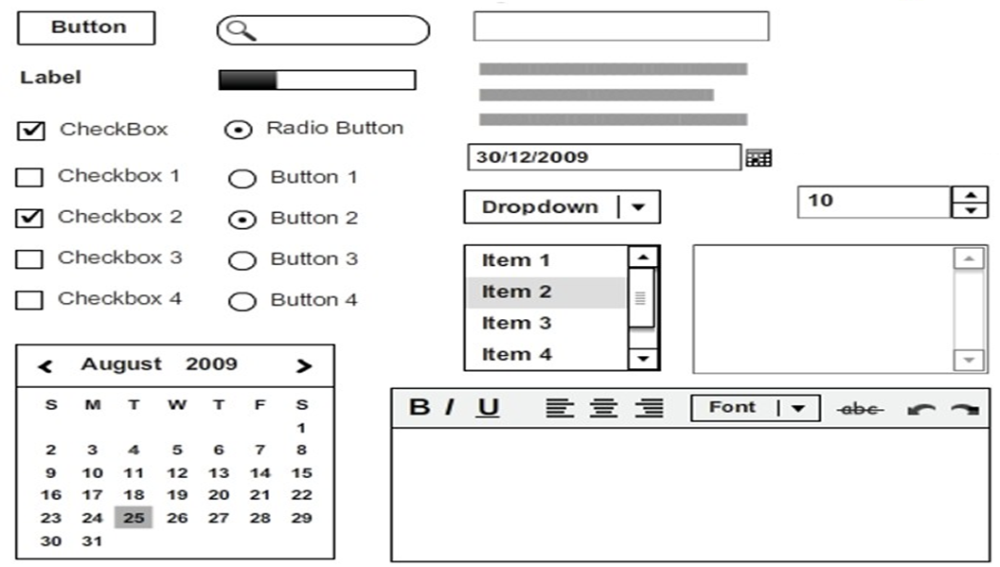 Button
Label
CheckBox
Radio Button
Checkbox 1
Button 1
Checkbox 2
Button 2
Checkbox 3
Button 3
Checkbox 4
Button 4
30/12/2009
Dropdown
10
Item 1
Item 2
Item 3
Item 4
August 2009
S M T W T F S
1
2 3 4 5 6 7 8
9 10 11 12 13 14 15
16 17 18 19 20 21 22
23 24 25 26 27 28 29
30 31
B I U Font abc